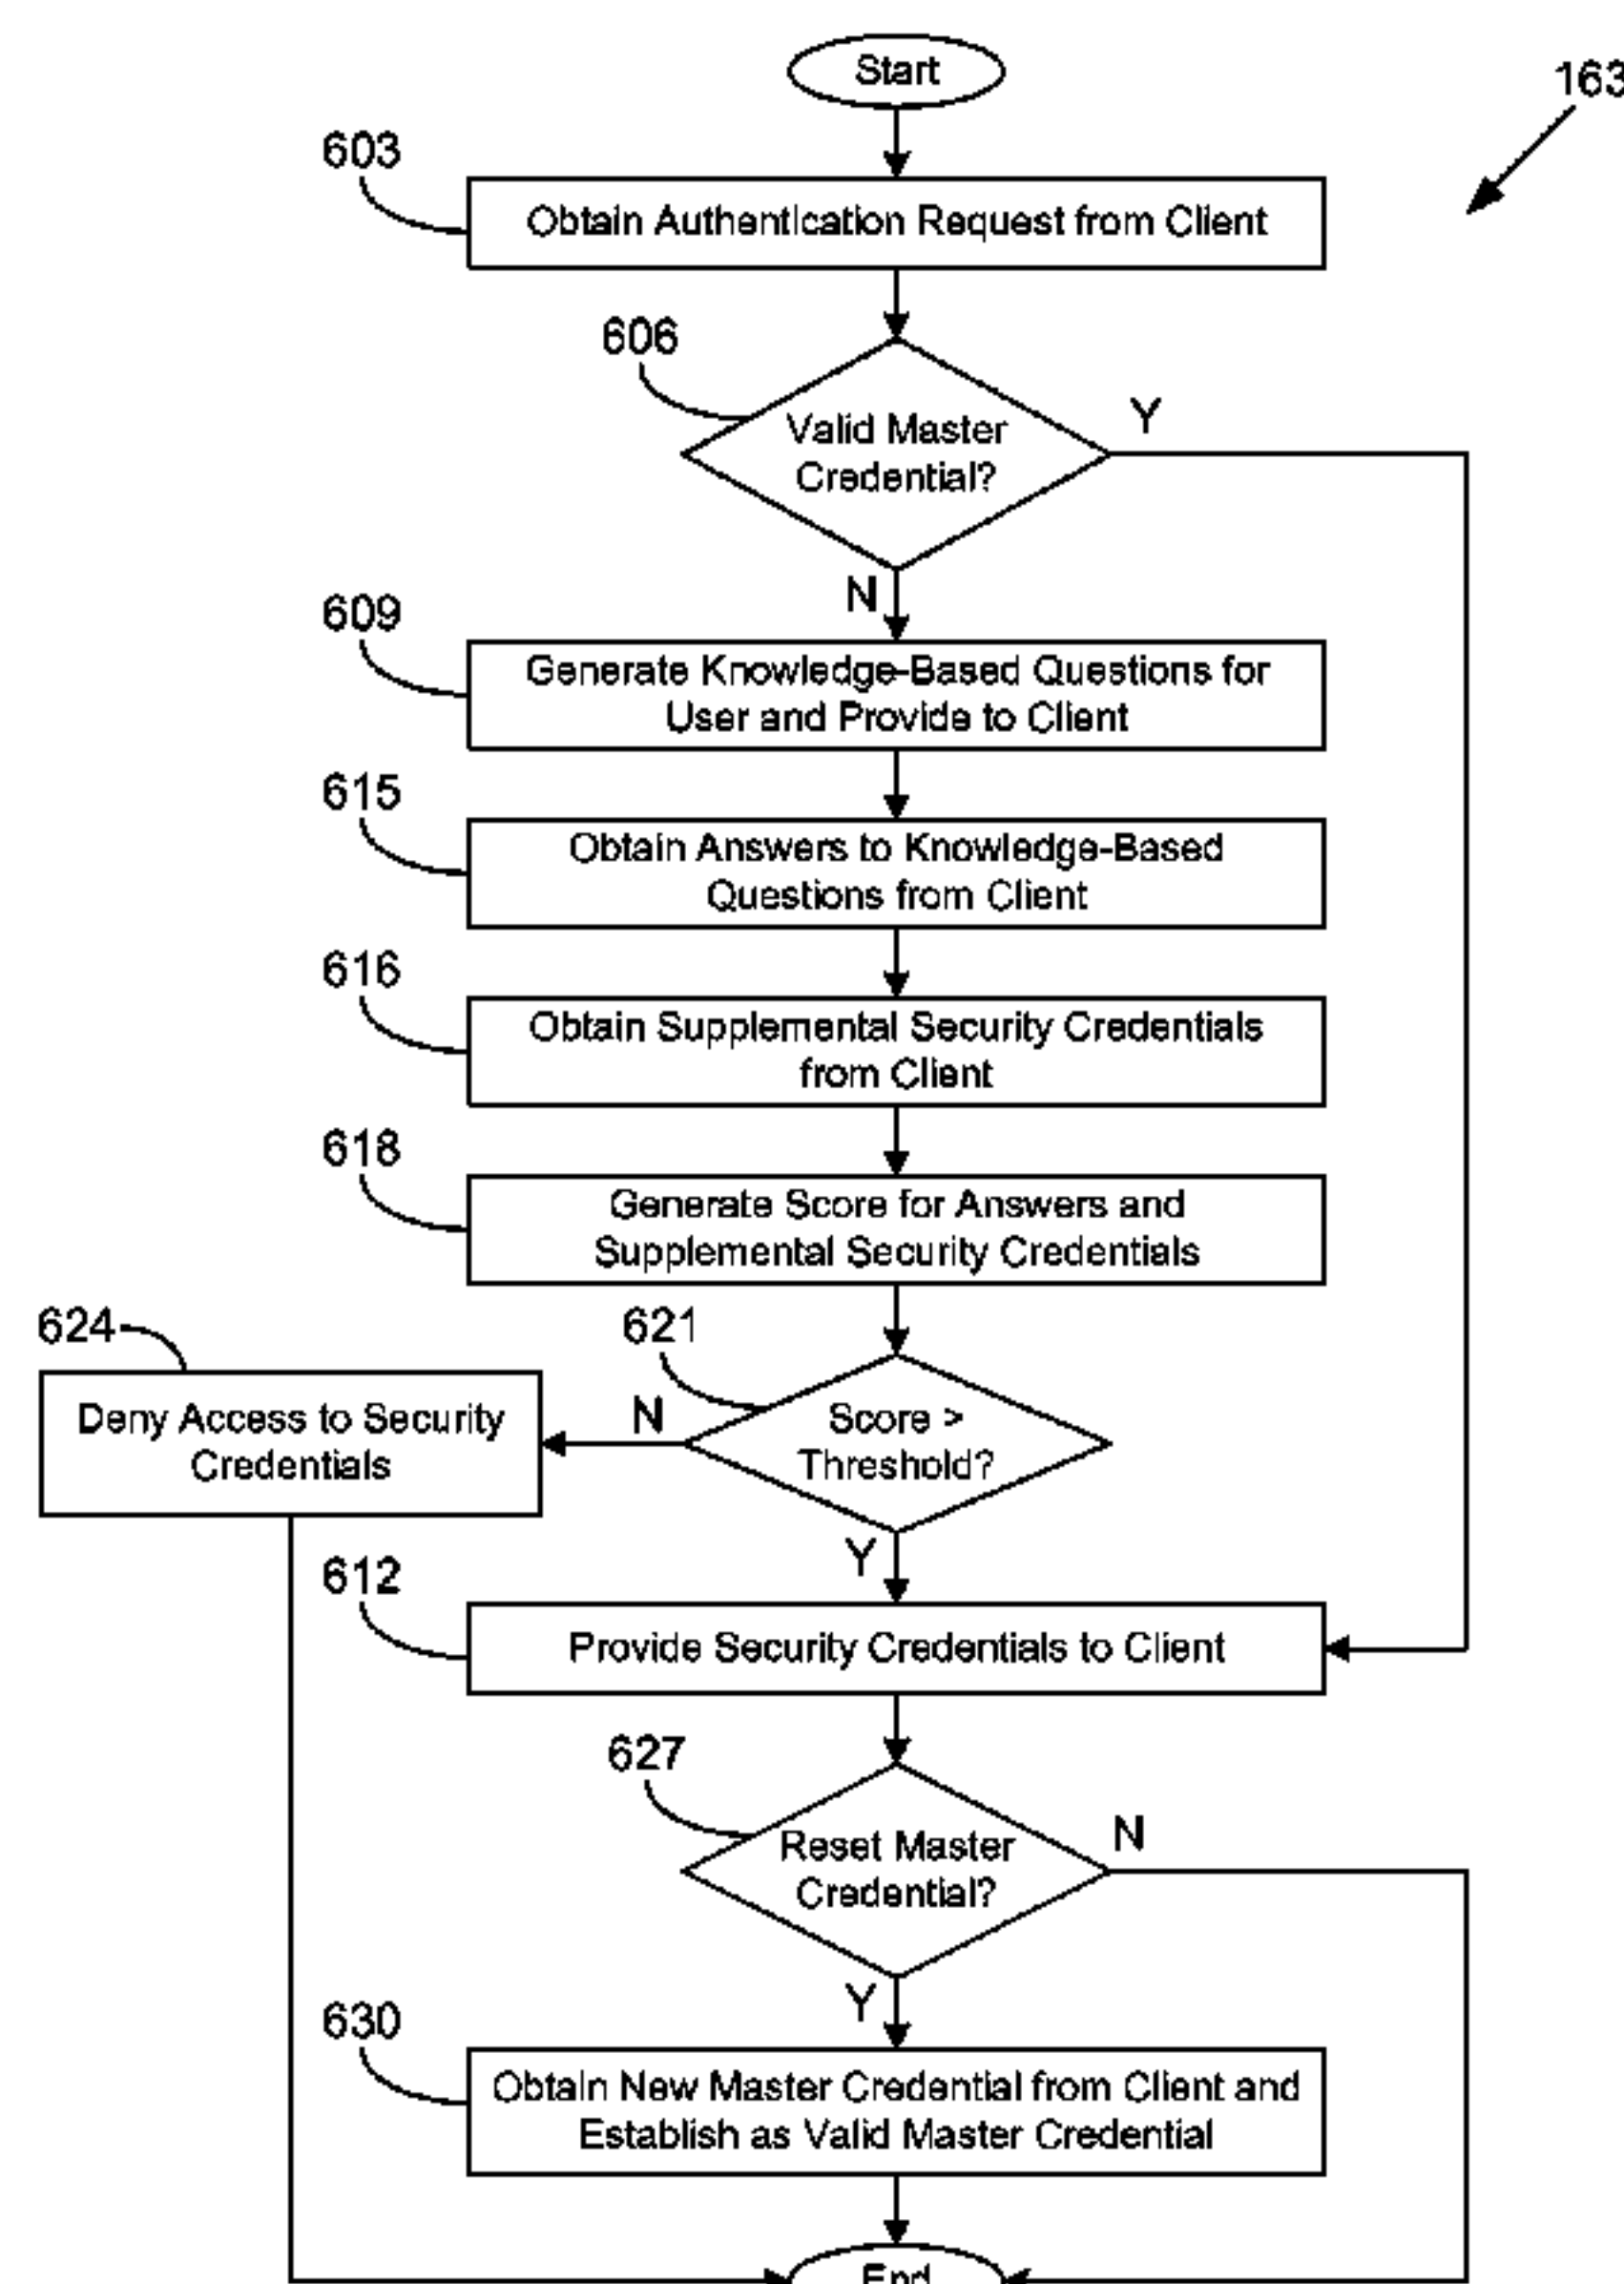 Start
163
603
Obtain Authentication Request from Client
606
Valid Master
Credential?
Y
N
609
Generate Knowledge-Based Questions for
User and Provide to Client
615
Obtain Answers to Knowledge-Based
Questions from Client
616
Obtain Supplemental Security Credentials
from Client
618
Generate Score for Answers and
Supplemental Security Credentials
624
621
Deny Access to Security
Credentials
N
Score >
Threshold?
Y
612
Provide Security Credentials to Client
627
Reset Master
Credential?
N
Y
630
Obtain New Master Credential from Client and
Establish as Valid Master Credential
End